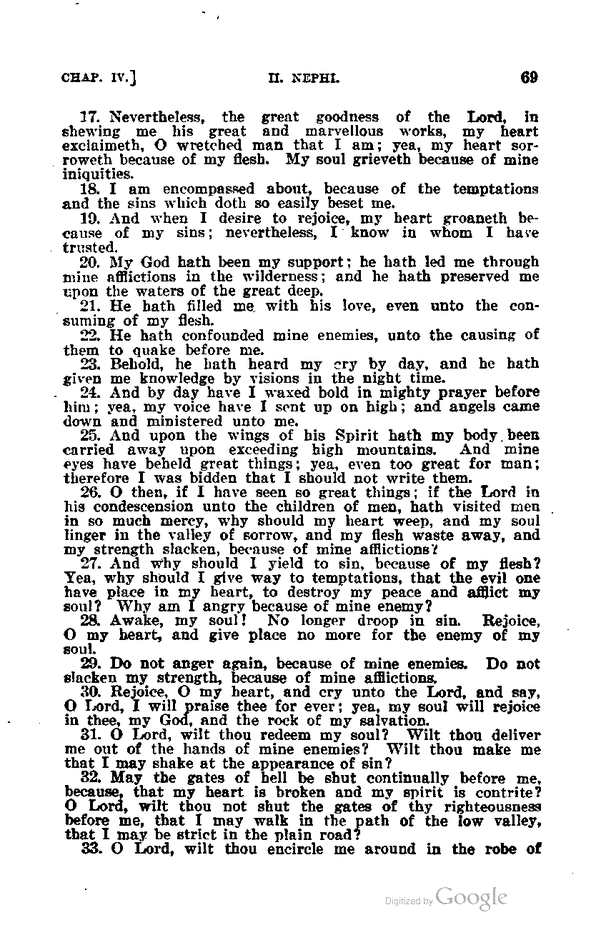 CHAP. IV.] II. NEPHI. 69
17. Nevertheless, the great goodness of the Lord, in
shewing me his great and marvellous works, my heart
exclaimeth, O wretched man that I am; yea, my heart sor-
roweth because of my flesh. My soul grieveth because of mine
iniquities.
18. I am encompassed about, because of the temptations
and the sins which doth so easily beset me.
19. And when I desire to rejoice, my heart groaneth be-
cause of my sins; nevertheless, I know in whom I have
trusted.
20. My God hath been my support; he hath led me through
mine afflictions in the wilderness; and he hath preserved me
upon the waters of the great deep.
21. He hath filled me with his love, even unto the con-
suming of my flesh.
22. He hath confounded mine enemies, unto the causing of
them to quake before me.
23. Behold, he hath heard my cry by day, and he hath
given me knowledge by visions in the night time.
24. And by day have I waxed bold in mighty prayer before
him; yea, my voice have I sent up on high; and angels came
down and ministered unto me.
25. And upon the wings of his Spirit hath my body been
carried away upon exceeding high mountains. And mine
eyes have beheld great things; yea, even too great for man;
therefore I was bidden that I should not write them.
26. O then, if I have seen so great things; if the Lord in
his condescension unto the children of men, hath visited men
in so much mercy, why should my heart weep, and my soul
linger in the valley of sorrow, and my flesh waste away, and
my strength slacken, because of mine afflictions?
27. And why should I yield to sin, because of my flesh?
Yea, why should I give way to temptations, that the evil one
have place in my heart, to destroy my peace and afflict my
soul? Why am I angry because of mine enemy?
28. Awake, my soul! No longer droop in sin. Rejoice,
O my heart, and give place no more for the enemy of my
soul.
29. Do not anger again, because of mine enemies. Do not
slacken my strength, because of mine afflictions.
30. Rejoice, O my heart, and cry unto the Lord, and say,
O Lord, I will praise thee for ever; yea, my soul will rejoice
in thee, my God, and the rock of my salvation.
31. O Lord, wilt thou redeem my soul? Wilt thou deliver
me out of the hands of mine enemies? Wilt thou make me
that I may shake at the appearance of sin?
32. May the gates of hell be shut continually before me,
because, that my heart is broken and my spirit is contrite?
O Lord, wilt thou not shut the gates of thy righteousness
before me, that I may walk in the path of the low valley,
that I may be strict in the plain road?
33. O Lord, wilt thou encircle me around in the robe of
Digitized by Google